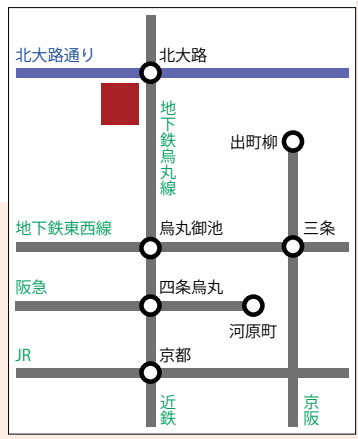 北大路通り
北大路
地下鉄烏丸線
出町柳
地下鉄東西線
烏丸御池
三条
阪急
四条烏丸
河原町
JR
京都
近鉄
京阪